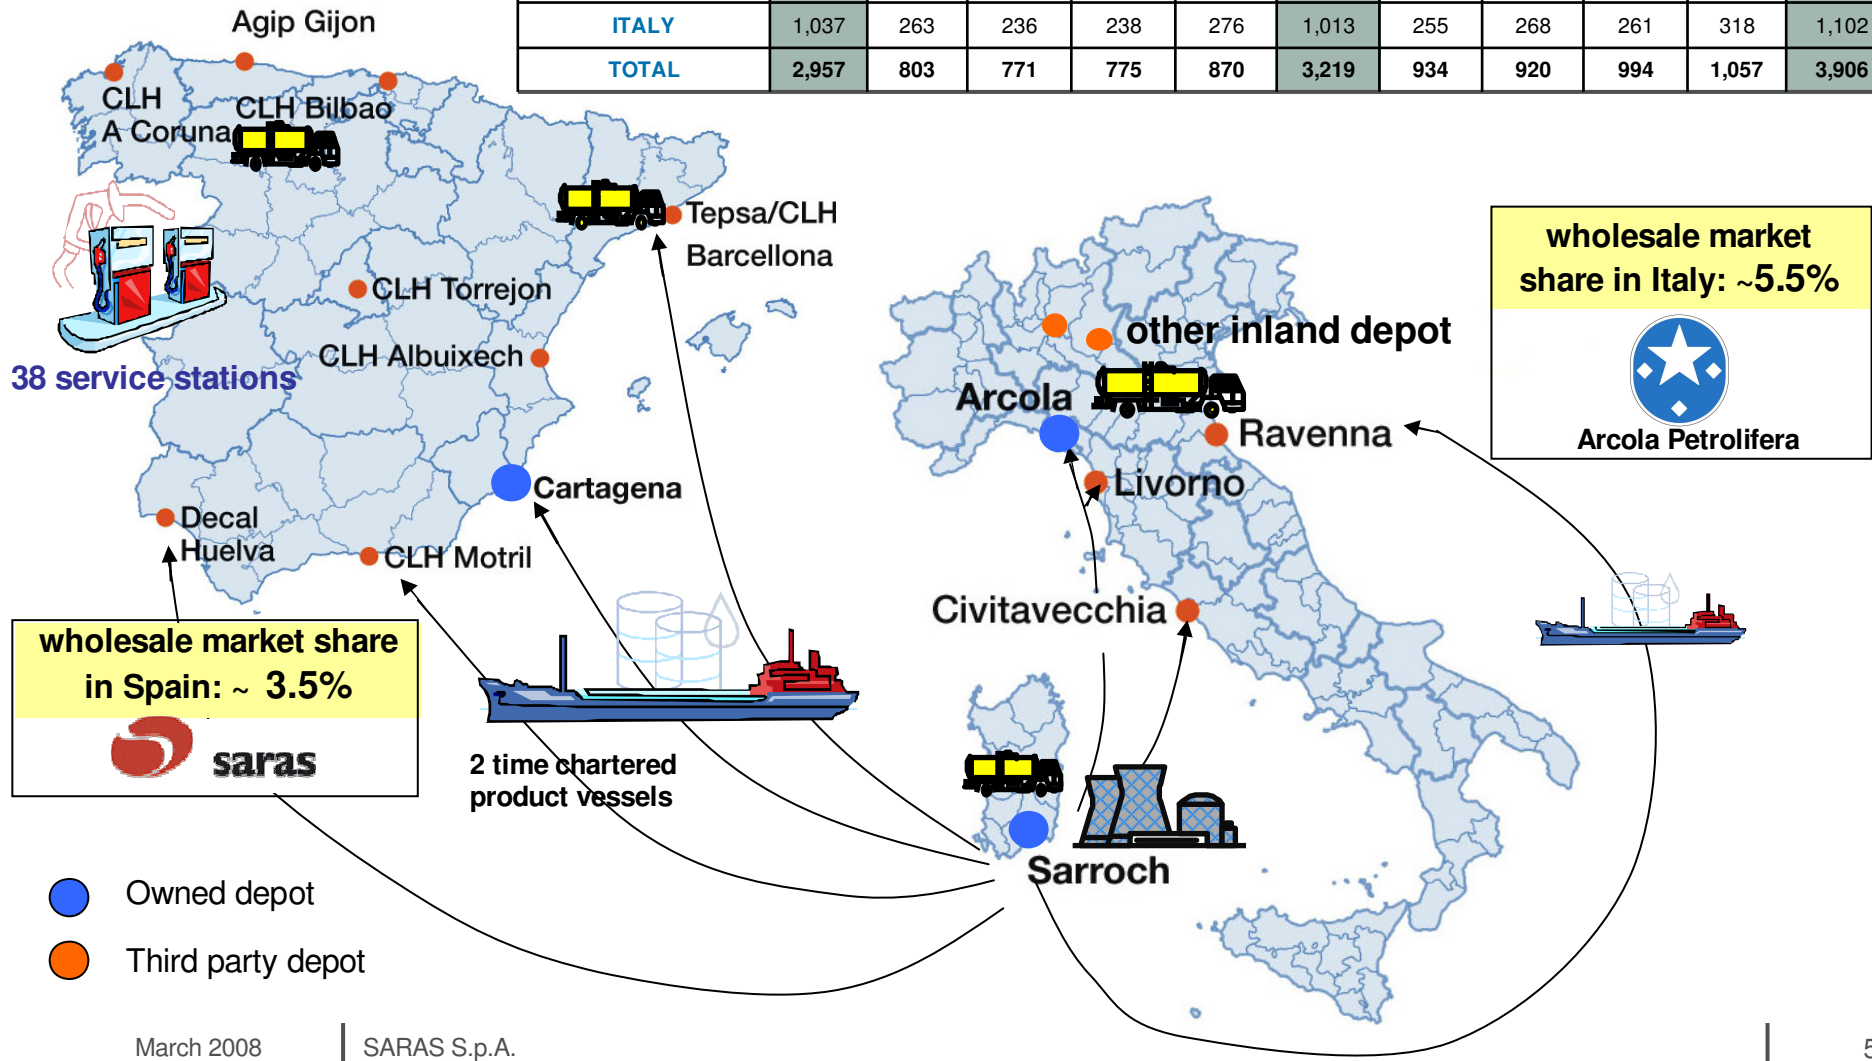 ITALY 1,037 263 236 238 276 1,013 255 268 261 318 1,102
TOTAL 2,957 803 771 775 870 3,219 934 920 994 1,057 3,906
Agip Gijon
CLH
A Coruna
CLH Bilbao
Tepsa/CLH
Barcellona
CLH Torrejon
CLH Albuixech
38 service stations
Cartagena
Decal
Huelva
CLH Motril
wholesale market share
in Spain: ~ 3.5%
saras
2 time chartered
product vessels
other inland depot
Arcola
Ravenna
Livorno
Civitavecchia
Sarroch
wholesale market
share in Italy: ~5.5%
Arcola Petrolifera
Owned depot
Third party depot
March 2008
SARAS S.p.A.
5